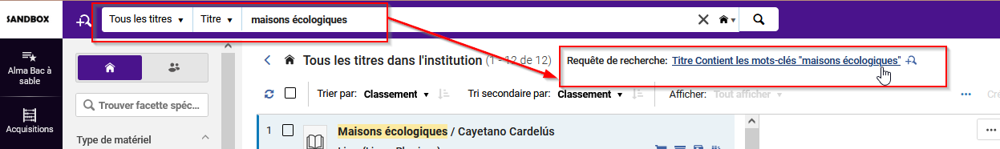 SANDBOX
Tous les titres
Titre
maisons écologiques
Alma Bac à
sable
Acquisitions
Trouver facette spéc...
Type de matériel
Tous les titres dans l'institution (1 - 12 de 12)
Requête de recherche: Titre Contient les mots-clés "maisons écologiques"
Trier par: Classement
Tri secondaire par: Classement
Afficher: Tout afficher
1
Maisons écologiques / Cayetano Cardelús